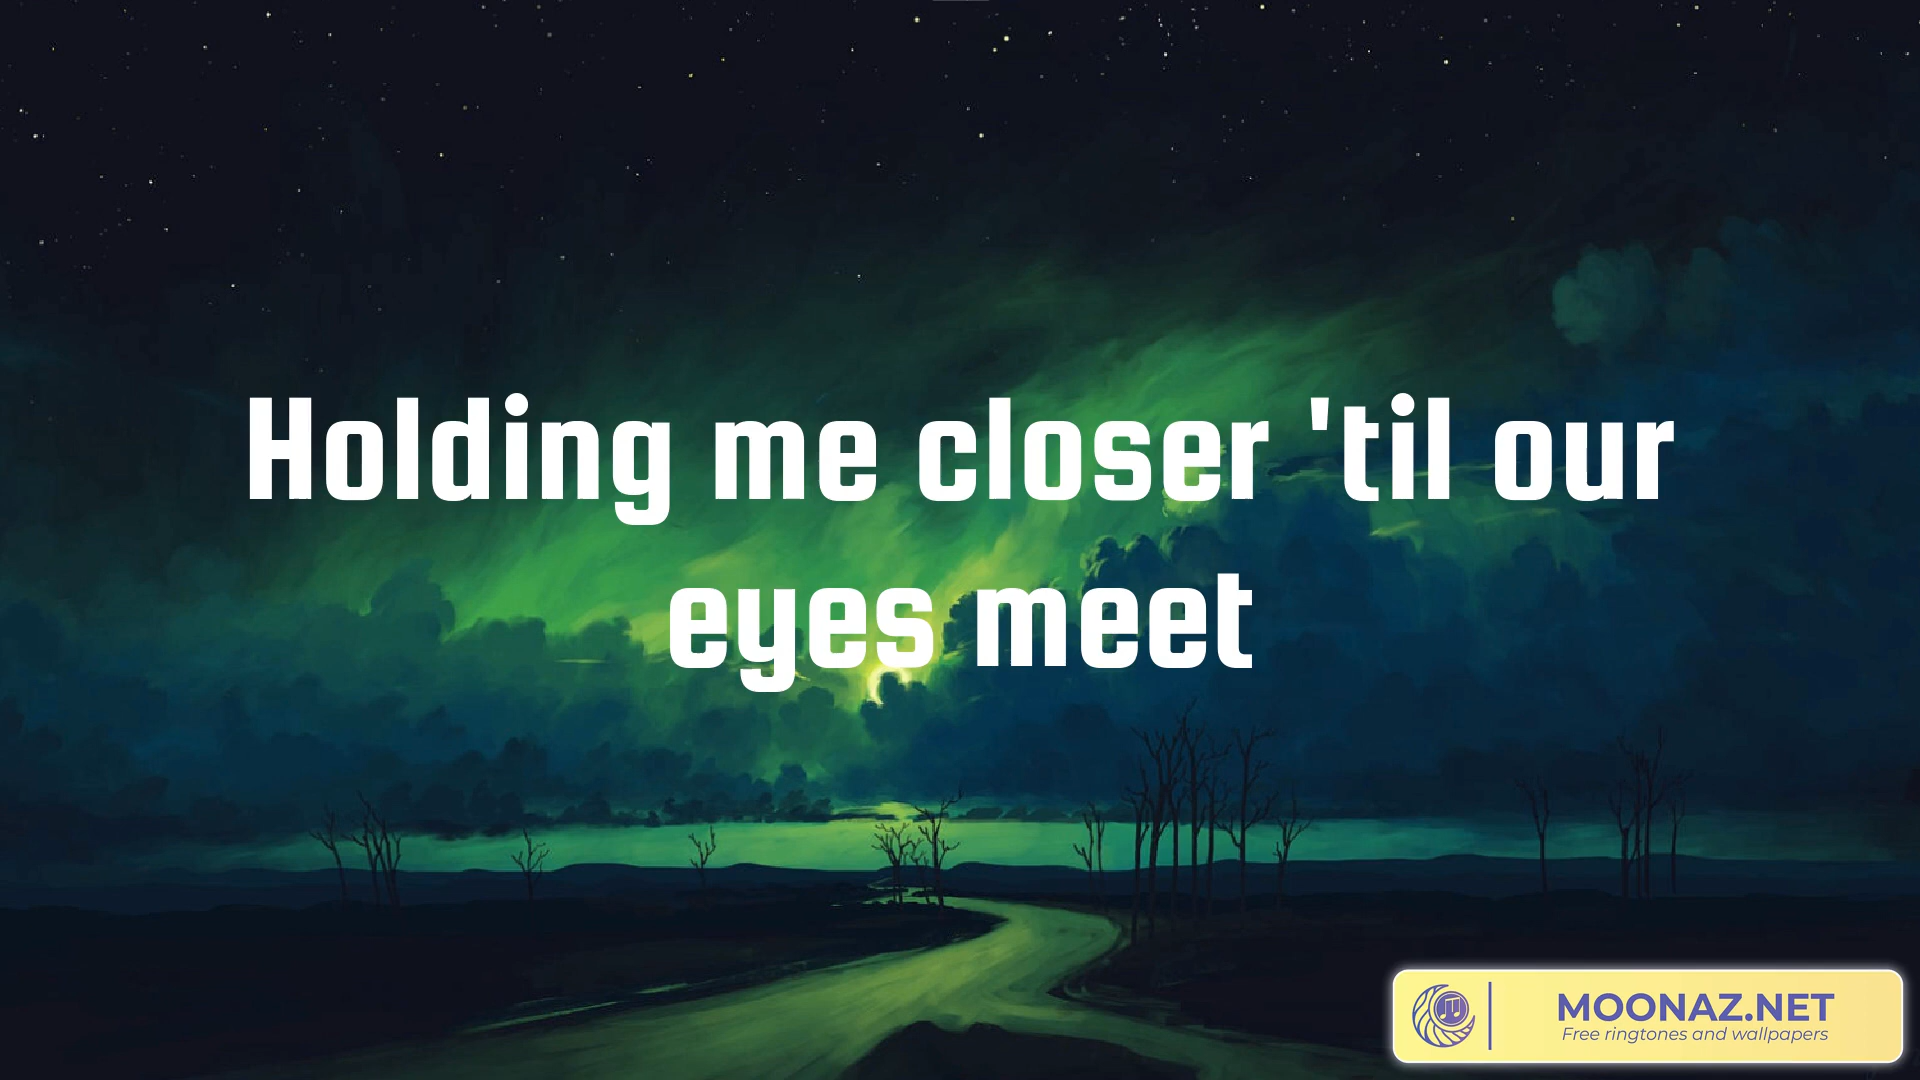 Holding me closer 'til our
eyes meet
MOONAZ.NET
Free ringtones and wallpapers